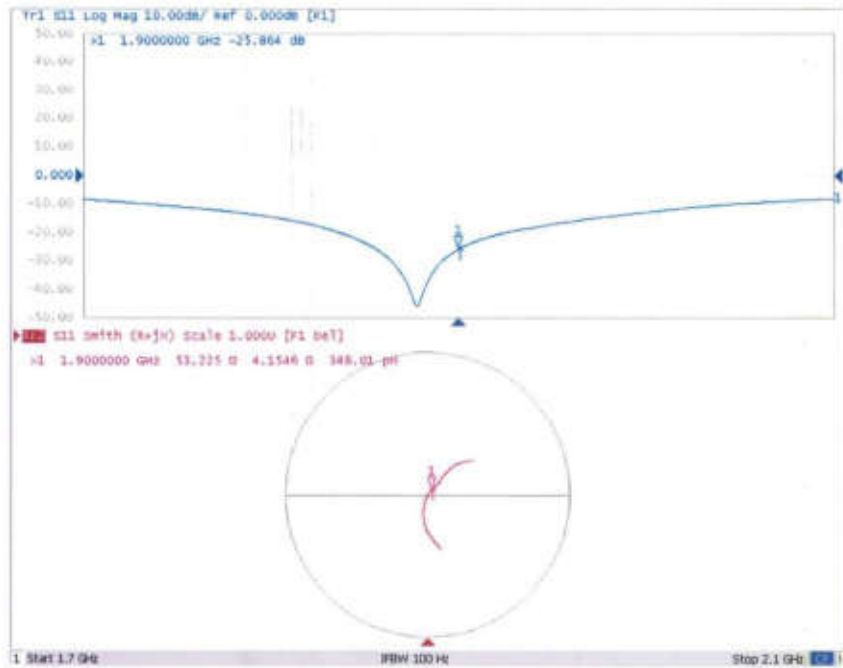 Tr1 S11 Log Mag 10.00dB/ Ref 0.000dB [F1]
50.00
>1 1.9000000 GHz -25.864 dB
40.00
30.00
20.00
10.00
0.000
-10.00
1
-20.00
1
-30.00
-40.00
-50.00
S11 Smith (R+jX) Scale 1.000U [F1 Del]
>1 1.9000000 GHz 53.225 Ω 4.1546 Ω 348.01 pH
1
1 Start 1.7 GHz IFBW 100 Hz Stop 2.1 GHz